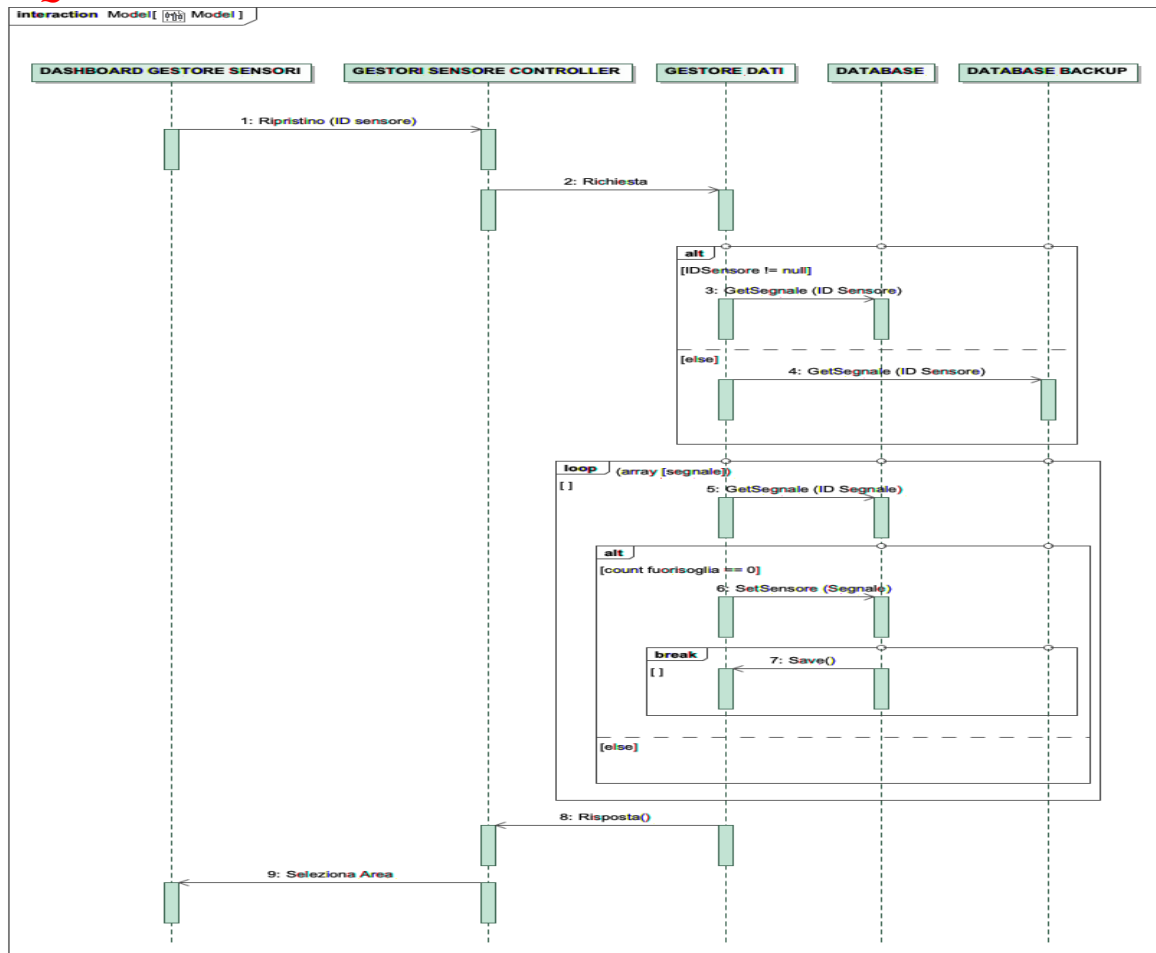 interaction Model[ Model ]
DASHBOARD GESTORE SENSORI
GESTORI SENSORE CONTROLLER
GESTORE DATI
DATABASE
DATABASE BACKUP
1: Ripristino (ID sensore)
2: Richiesta
alt
[IDSensore != null]
3: GetSegnale (ID Sensore)
[else]
4: GetSegnale (ID Sensore)
loop (array [segnale])
[ ]
5: GetSegnale (ID Segnale)
alt
[count fuorisoglia == 0]
6: SetSensore (Segnale)
break
7: Save()
[ ]
[else]
8: Risposta()
9: Seleziona Area